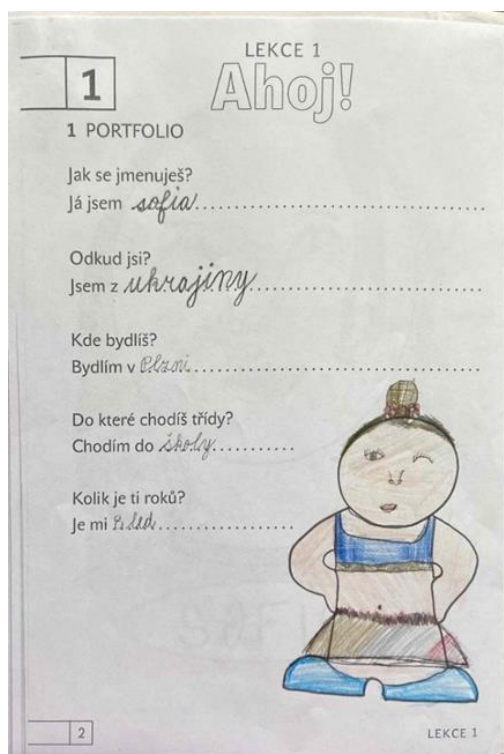 LEKCE 1
1
Ahoj!
1 PORTFOLIO
Jak se jmenuješ?
Já jsem sofia
Odkud jsi?
Jsem z ukrajiny
Kde bydlíš?
Bydlím v Plzni
Do které chodíš třídy?
Chodím do školy
Kolik je ti roků?
Je mi
2
LEKCE 1